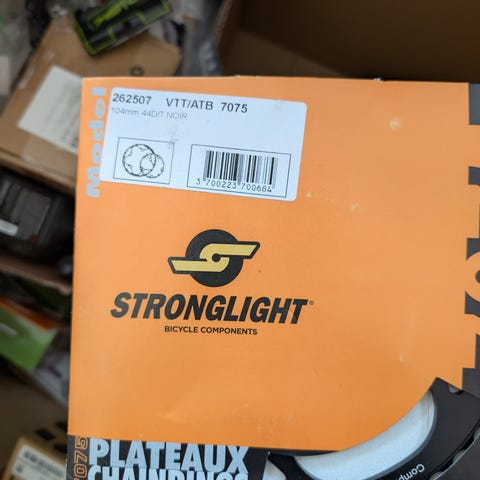 262507 VTT/ATB 7075
104mm 44D/T NOIR
3 700223 700684
Model
STRONGLIGHT®
BICYCLE COMPONENTS
7075
PLATEAUX
CHAINRINGS